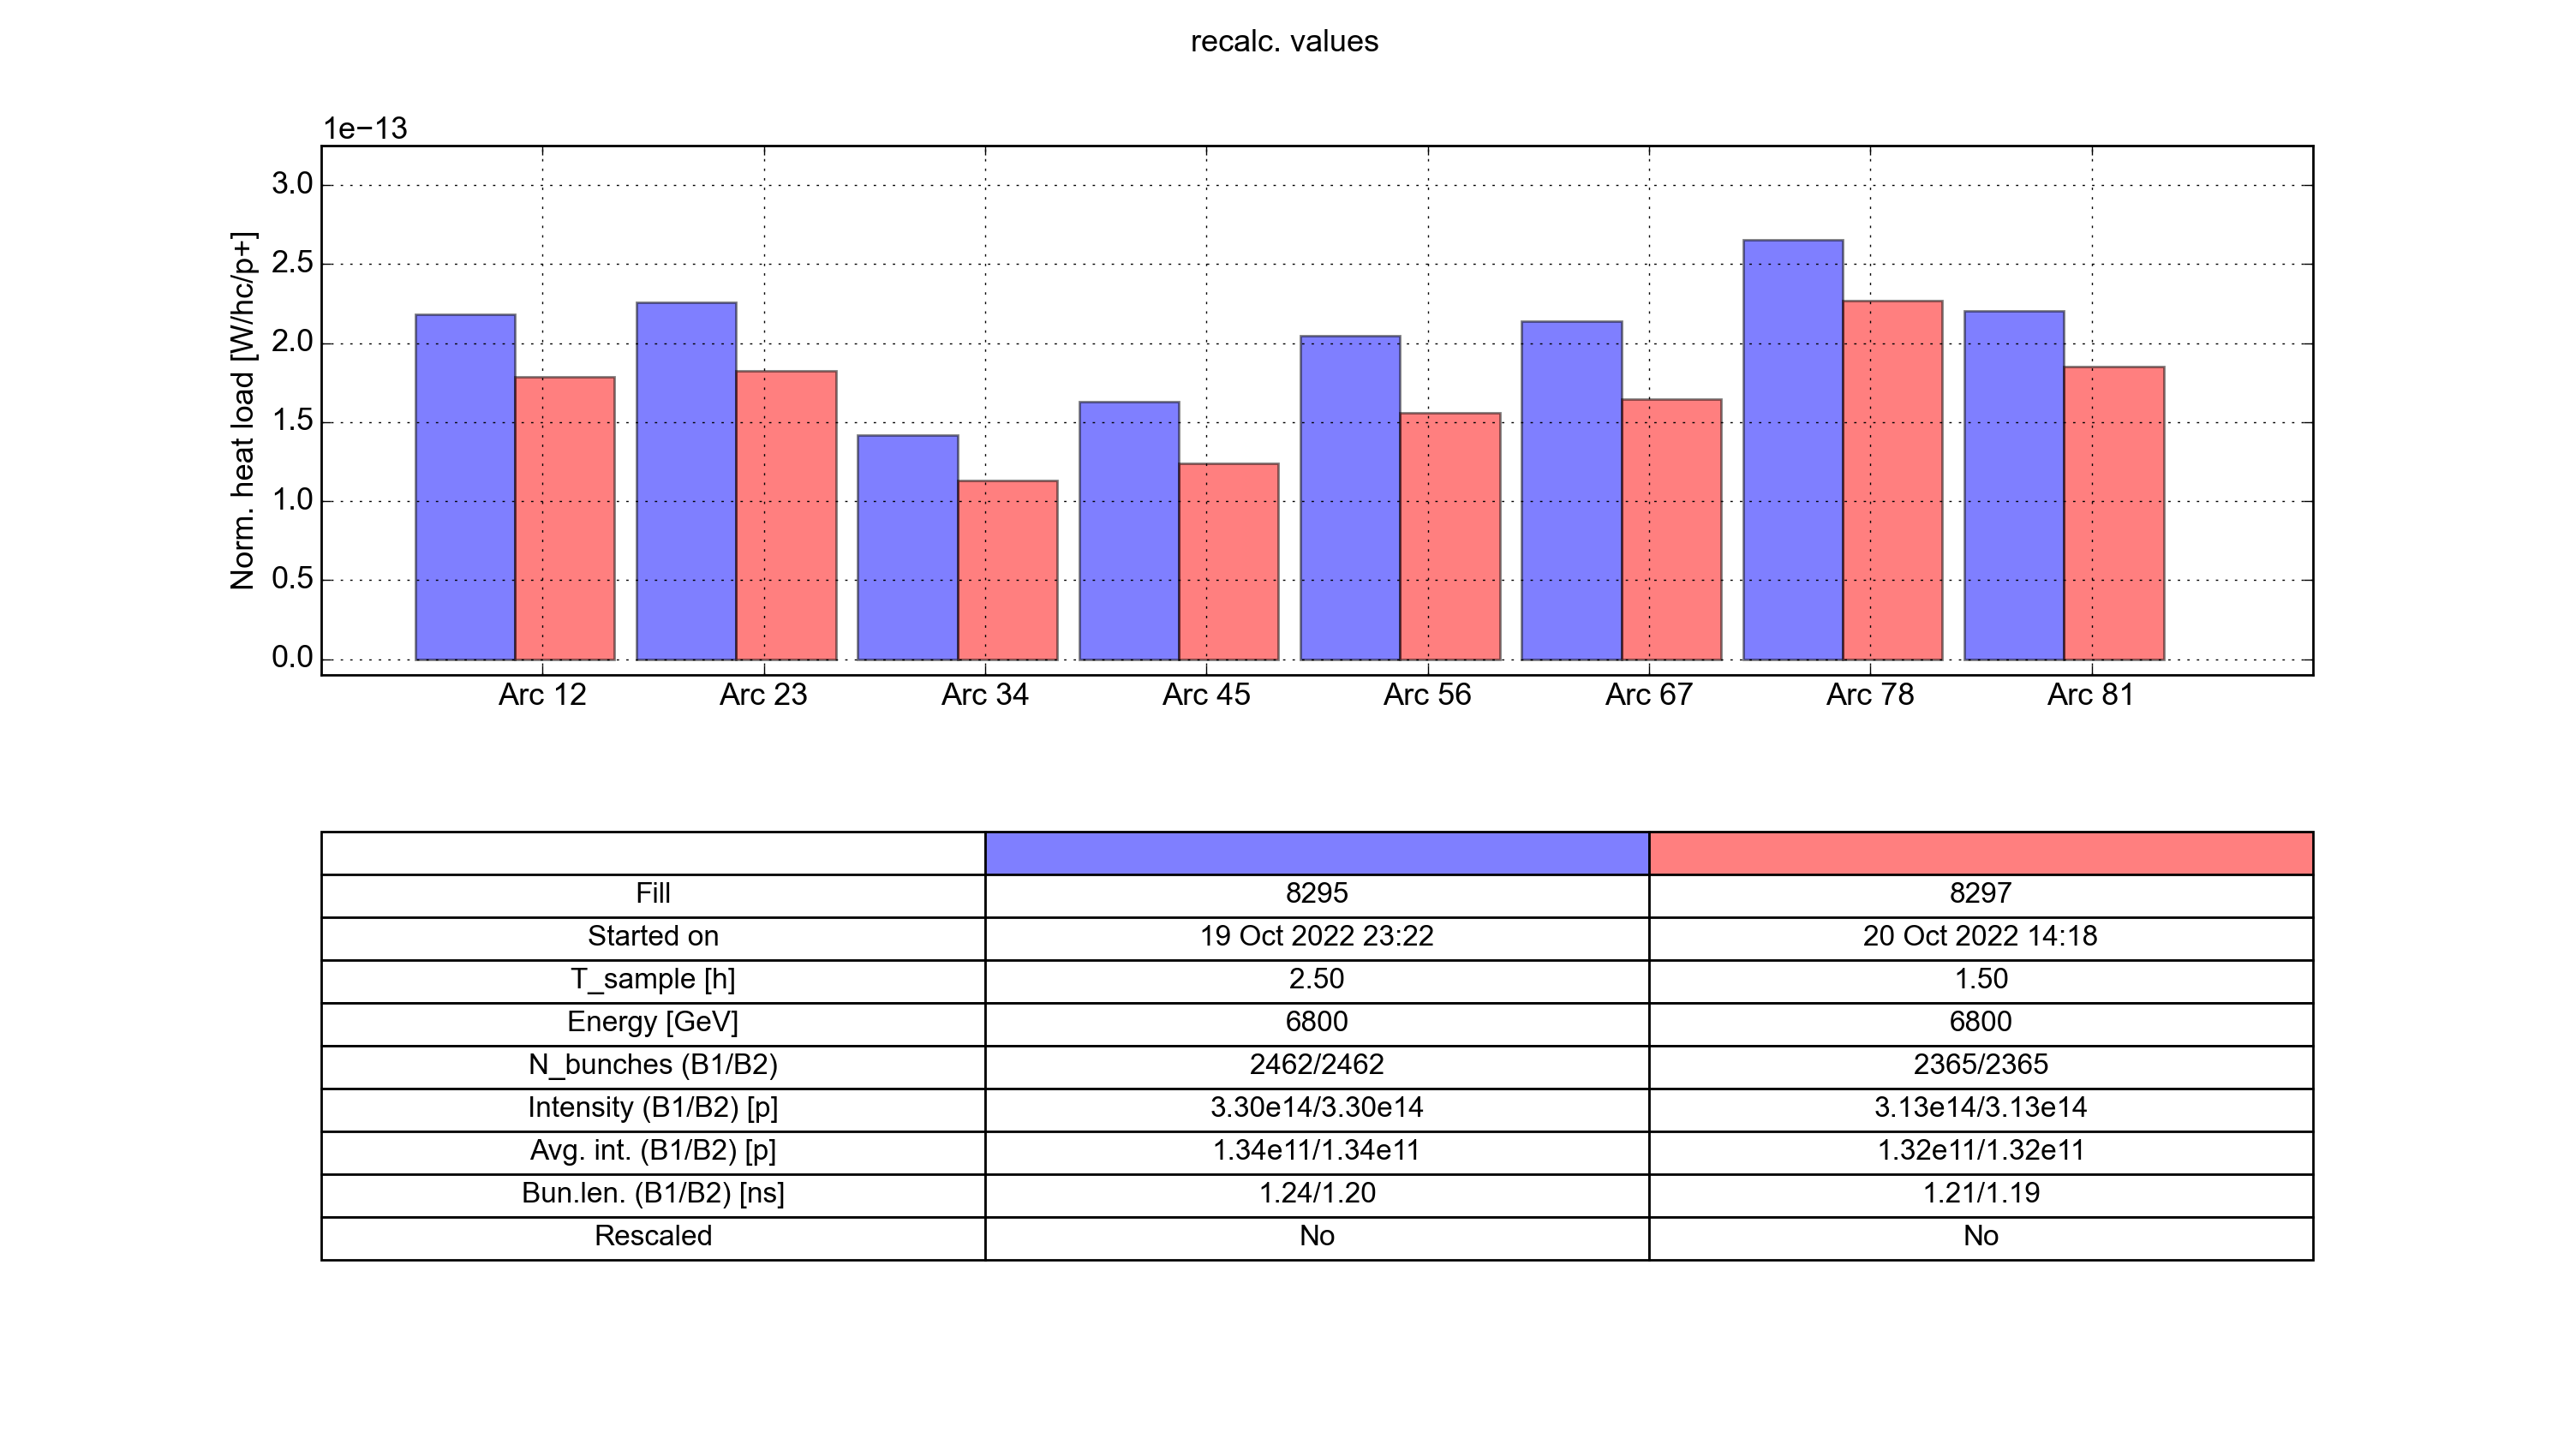 recalc. values
1e−13
3.0
2.5
2.0
1.5
1.0
0.5
0.0
Norm. heat load [W/hc/p+]
Arc 12 Arc 23 Arc 34 Arc 45 Arc 56 Arc 67 Arc 78 Arc 81
Fill 8295 8297
Started on 19 Oct 2022 23:22 20 Oct 2022 14:18
T_sample [h] 2.50 1.50
Energy [GeV] 6800 6800
N_bunches (B1/B2) 2462/2462 2365/2365
Intensity (B1/B2) [p] 3.30e14/3.30e14 3.13e14/3.13e14
Avg. int. (B1/B2) [p] 1.34e11/1.34e11 1.32e11/1.32e11
Bun.len. (B1/B2) [ns] 1.24/1.20 1.21/1.19
Rescaled No No